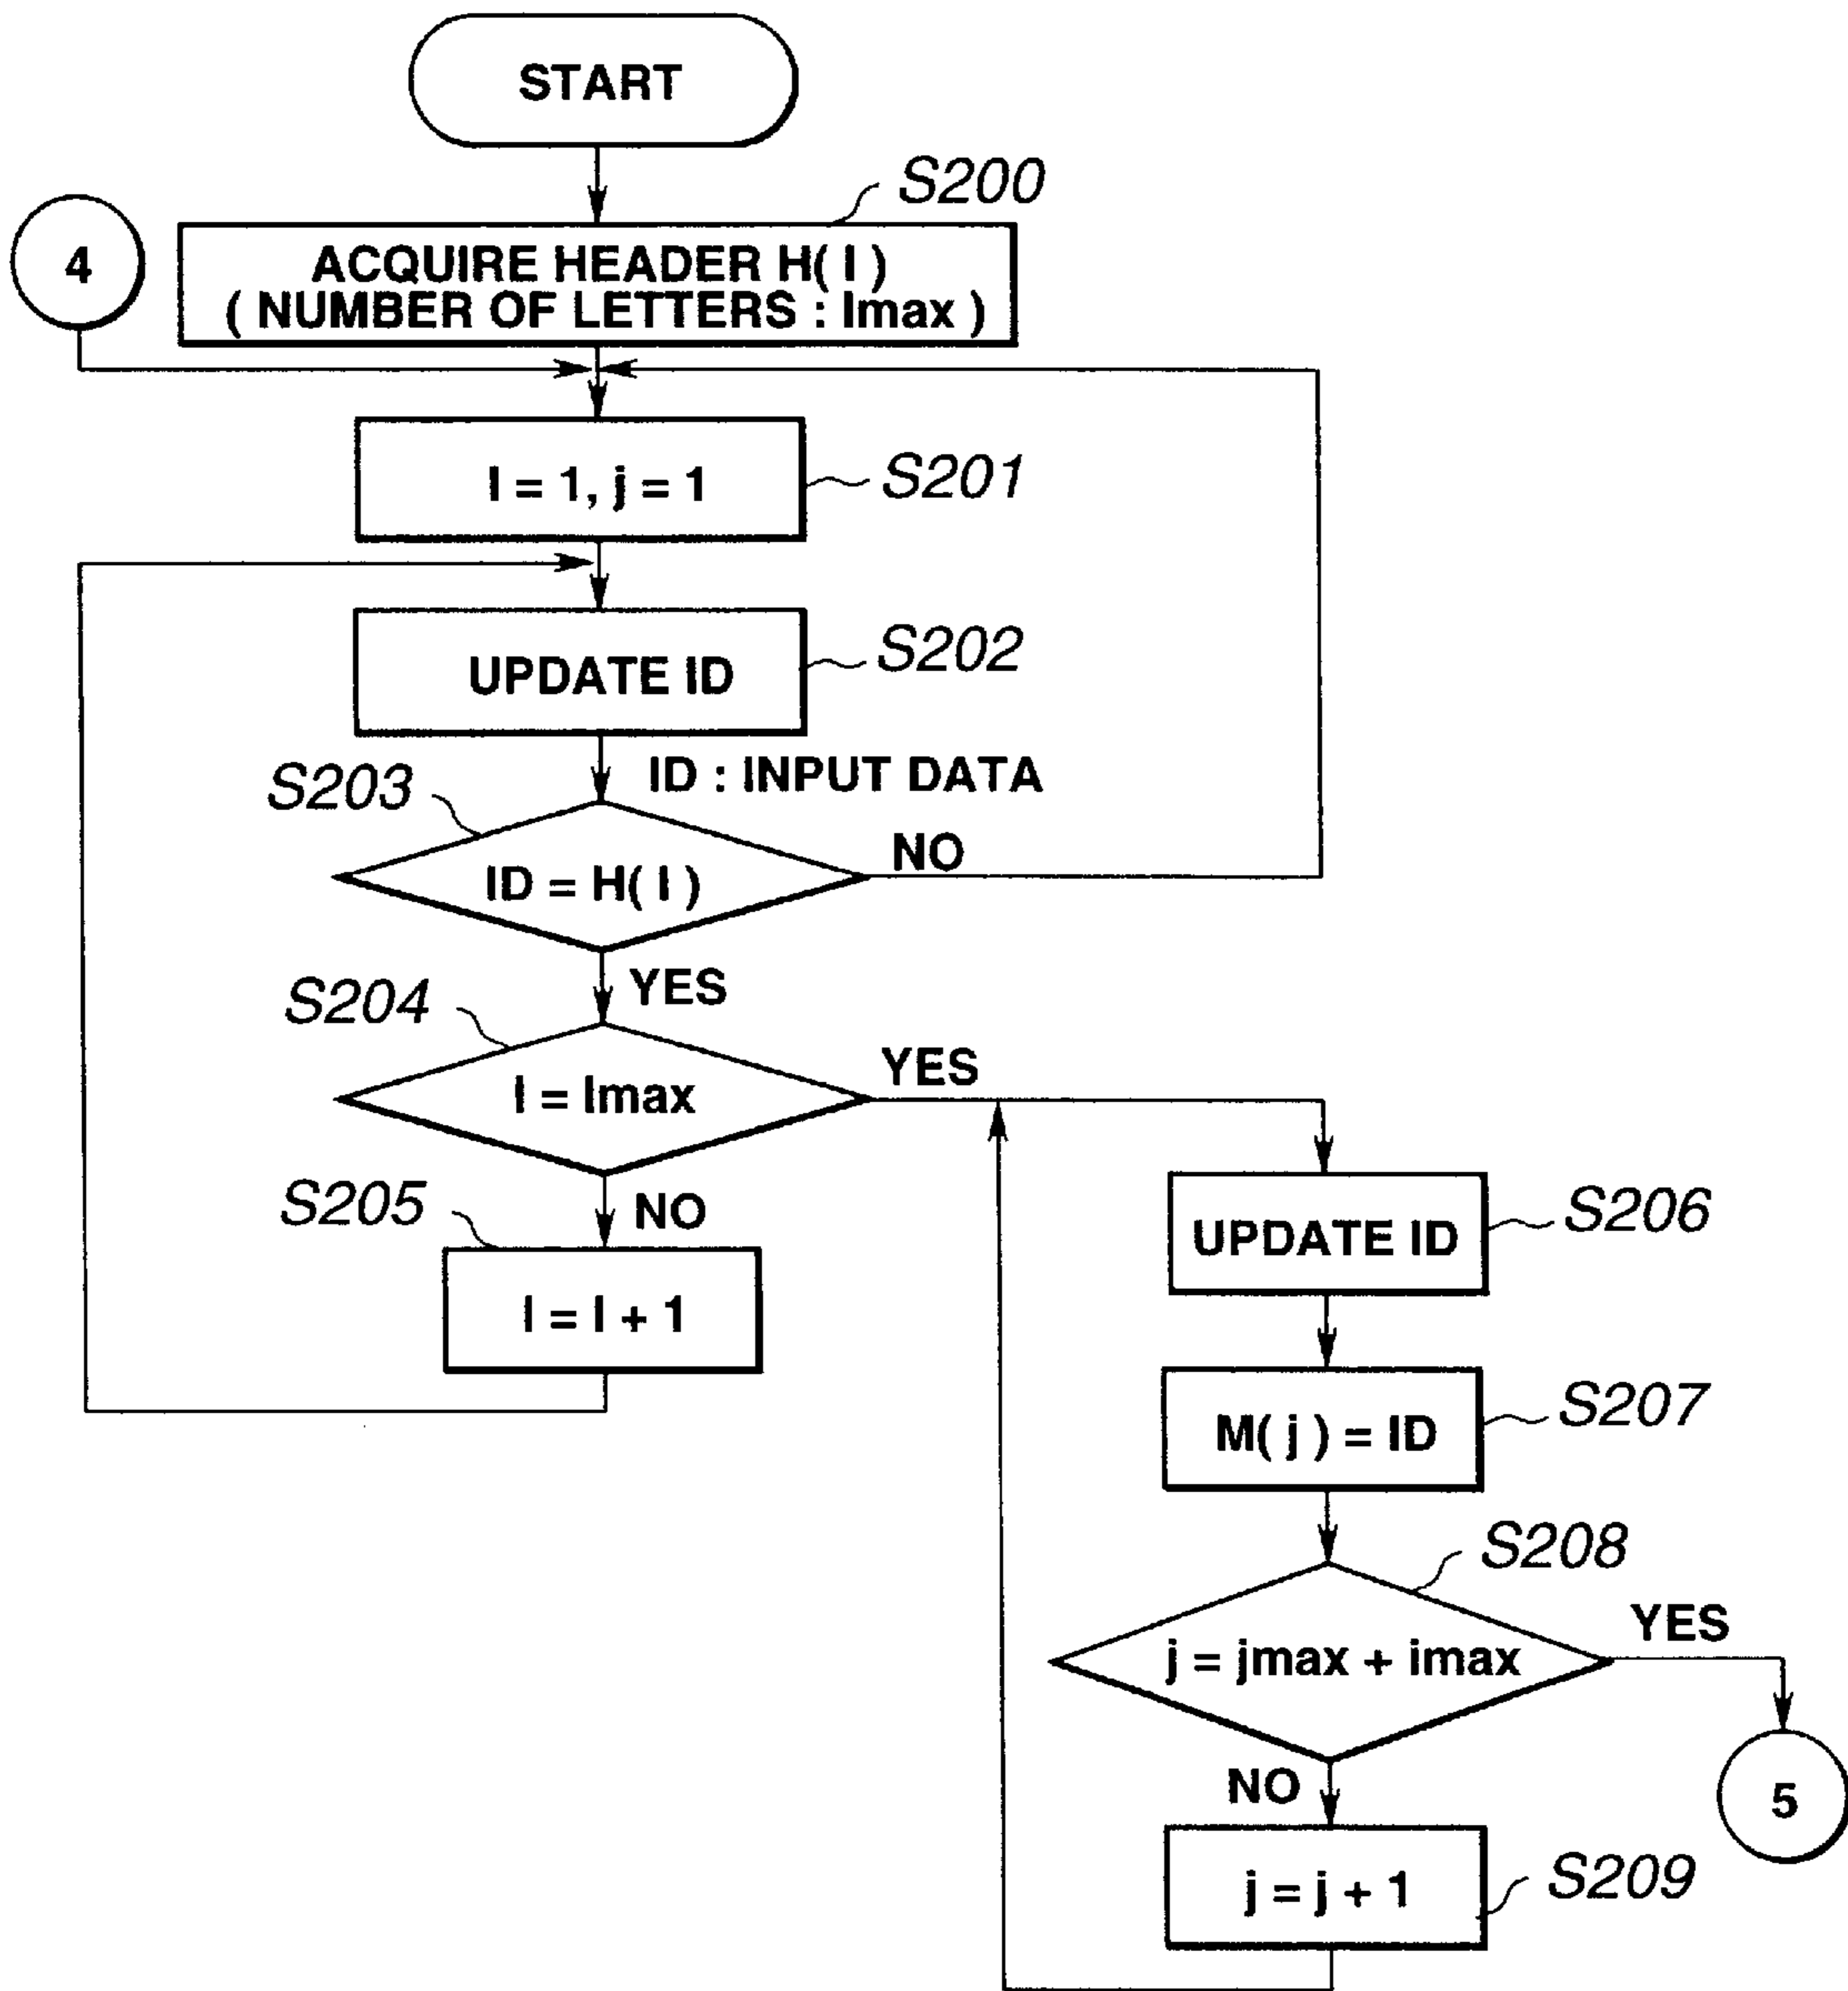 START
S200
4
ACQUIRE HEADER H( I )
( NUMBER OF LETTERS : Imax )
I = 1, j = 1
S201
UPDATE ID
S202
ID : INPUT DATA
S203
ID = H( I )
NO
YES
S204
I = Imax
YES
NO
S205
I = I + 1
UPDATE ID
S206
M( j ) = ID
S207
S208
j = jmax + imax
YES
NO
5
j = j + 1
S209